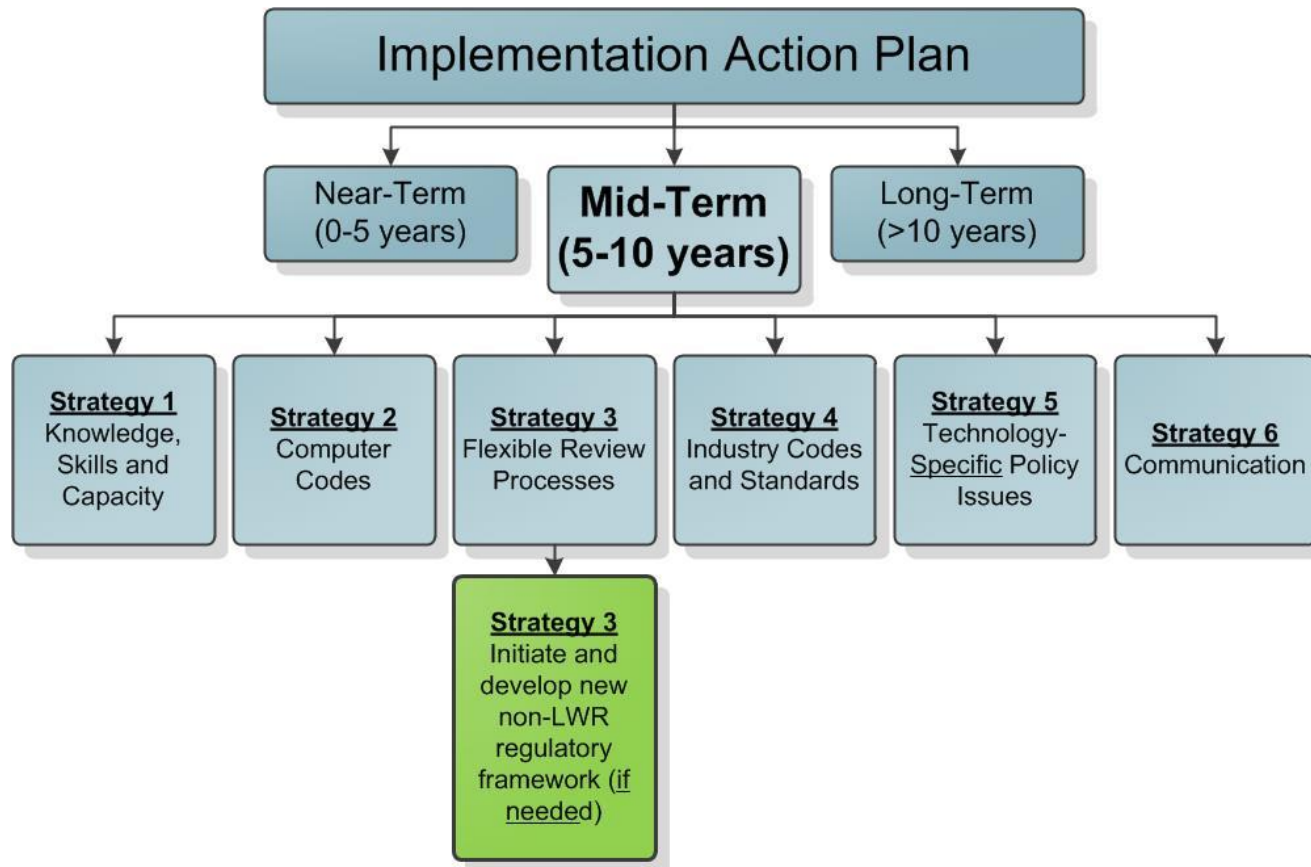 Implementation Action Plan
Near-Term
(0-5 years)
Mid-Term
(5-10 years)
Long-Term
(>10 years)
Strategy 1
Knowledge,
Skills and
Capacity
Strategy 2
Computer
Codes
Strategy 3
Flexible Review
Processes
Strategy 4
Industry Codes
and Standards
Strategy 5
Technology-
Specific Policy
Issues
Strategy 6
Communication
Strategy 3
Initiate and
develop new
non-LWR
regulatory
framework (if
needed)